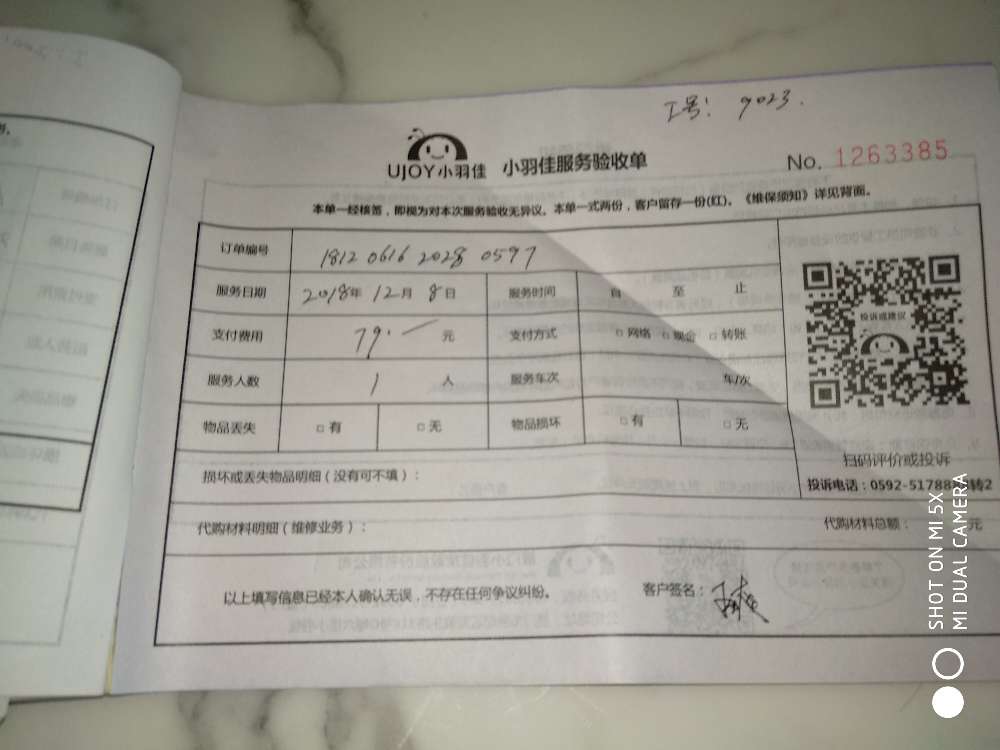 工号：9023.
UJOY小羽佳 小羽佳服务验收单
No. 1263385
本单一经核签，即视为对本次服务验收无异议。本单一式两份，客户留存一份(红)。《维保须知》详见背面。
订单编号 1812 0616 2028 0597
服务日期 2018年 12月 8日 服务时间 自 至 止
支付费用 79.- 元 支付方式 □ 网络 □ 现金 □ 转账
服务人数 1 人 服务车次 车/次
物品丢失 □ 有 □ 无 物品损坏 □ 有 □ 无
投诉或建议
扫码评价或投诉
投诉电话：0592-517888 转2
损坏或丢失物品明细（没有可不填）：
代购材料明细（维修业务）： 代购材料总额： 元
以上填写信息已经本人确认无误，不存在任何争议纠纷。 客户签名：
SHOT ON MI 5X
MI DUAL CAMERA